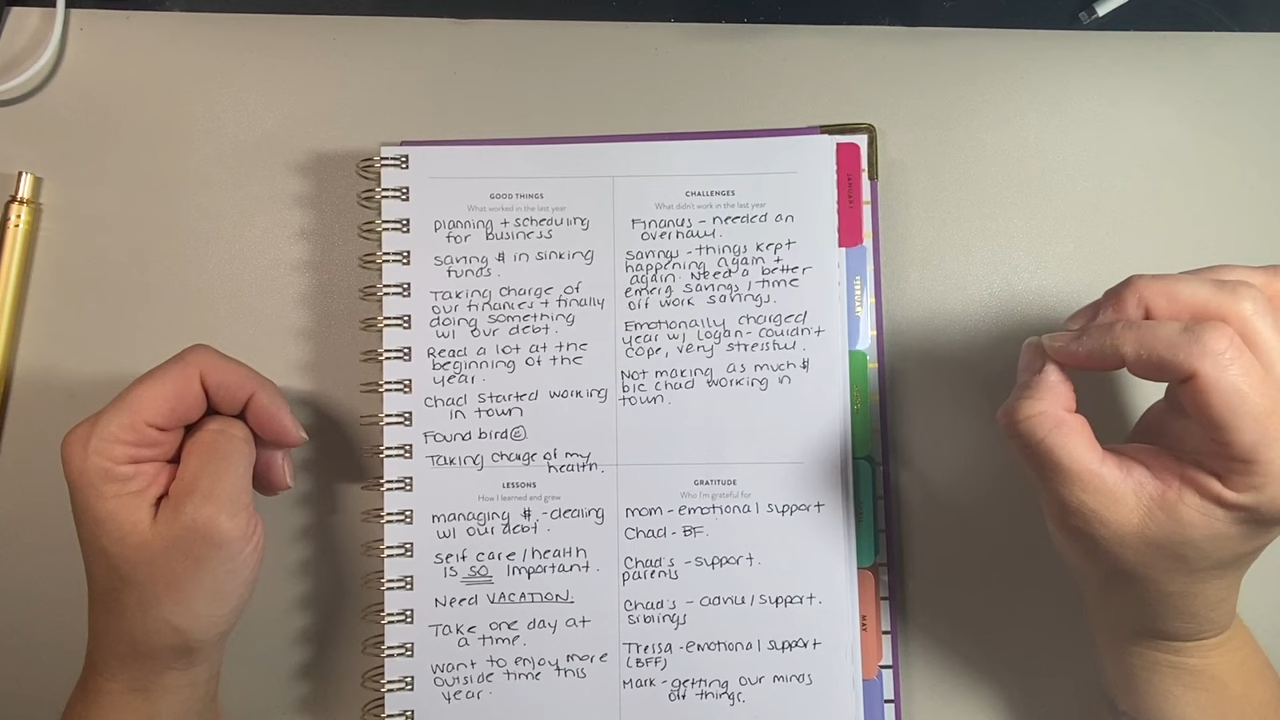 GOOD THINGS
What worked in the last year
planning + scheduling
for business
saving $ in sinking
funds.
Taking charge of
our finances + finally
doing something
w/ our debt.
Read a lot at the
beginning of the
year.
Chad started working
in town
Found bird☺
Taking charge of my
health.
CHALLENGES
What didn't work in the last year
Finances - needed an
overhaul.
Savings - things kept
happening again +
again. Need a better
emerg savings / time
off work savings.
Emotionally charged
year w/ Logan - couldn't
cope, very stressful.
Not making as much $
b/c Chad working in
town.
LESSONS
How I learned and grew
managing $ - dealing
w/ our debt.
self care / health
is SO important.
Need VACATION.
Take one day at
a time.
want to enjoy more
outside time this
year.
GRATITUDE
Who I'm grateful for
mom - emotional support
Chad - BF.
Chad's - support.
parents
Chad's - advice / support.
siblings
Tressa - emotional support
(BFF)
Mark - getting our minds
off things.
JANUARY
FEBRUARY
MAY